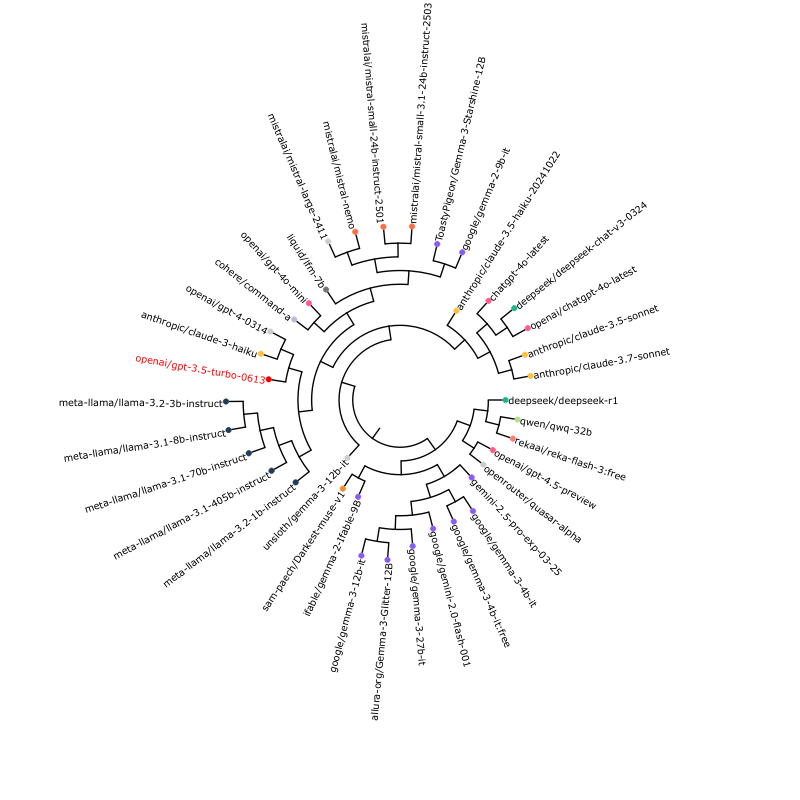 mistralai/mistral-large-2411
mistralai/mistral-nemo
mistralai/mistral-small-24b-instruct-2501
mistralai/mistral-small-3.1-24b-instruct-2503
ToastyPigeon/Gemma-3-Starshine-12B
google/gemma-2-9b-it
anthropic/claude-3.5-haiku-20241022
chatgpt-4o-latest
deepseek/deepseek-chat-v3-0324
openai/chatgpt-4o-latest
anthropic/claude-3.5-sonnet
anthropic/claude-3.7-sonnet
deepseek/deepseek-r1
qwen/qwq-32b
rekaai/reka-flash-3:free
openai/gpt-4.5-preview
openrouter/quasar-alpha
gemini-2.5-pro-exp-03-25
google/gemma-3-4b-it
google/gemma-3-4b-it:free
google/gemini-2.0-flash-001
google/gemma-3-27b-it
allura-org/Gemma-3-Glitter-12B
google/gemma-3-12b-it
ifable/gemma-2-Ifable-9B
sam-paech/Darkest-muse-v1
unsloth/gemma-3-12b-it
meta-llama/llama-3.2-1b-instruct
meta-llama/llama-3.1-405b-instruct
meta-llama/llama-3.1-70b-instruct
meta-llama/llama-3.1-8b-instruct
meta-llama/llama-3.2-3b-instruct
openai/gpt-3.5-turbo-0613
anthropic/claude-3-haiku
openai/gpt-4-0314
cohere/command-a
openai/gpt-4o-mini
liquid/lfm-7b